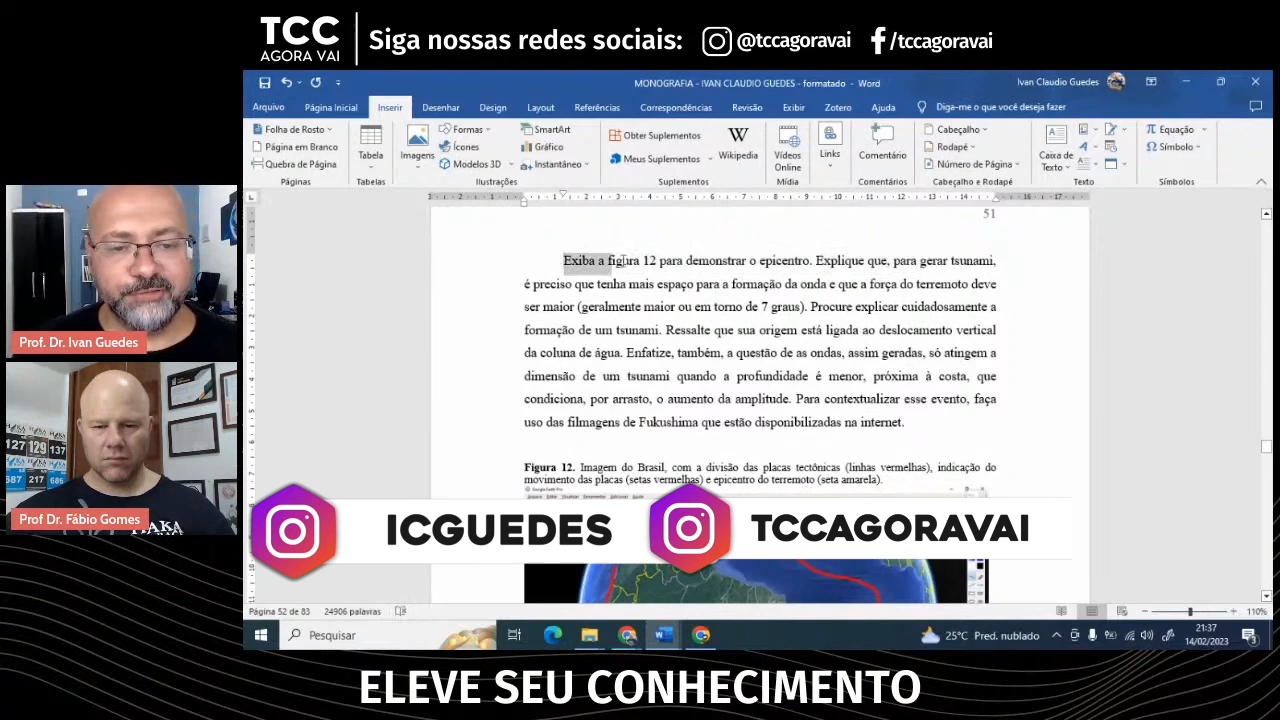 TCC
AGORA VAI
Siga nossas redes sociais: @tccagoravai /tccagoravai
MONOGRAFIA - IVAN CLAUDIO GUEDES - formatado - Word
Ivan Claudio Guedes
Arquivo Página Inicial Inserir Desenhar Design Layout Referências Correspondências Revisão Exibir Zotero Ajuda Diga-me o que você deseja fazer
Folha de Rosto
Página em Branco
Quebra de Página
Páginas
Tabela
Tabelas
Imagens
Formas
Ícones
Modelos 3D
SmartArt
Gráfico
Instantâneo
Ilustrações
Obter Suplementos
Meus Suplementos
Wikipedia
Suplementos
Vídeos
Online
Mídia
Links
Comentário
Comentários
Cabeçalho
Rodapé
Número de Página
Cabeçalho e Rodapé
Caixa de
Texto
Texto
Equação
Símbolo
Símbolos
51
Exiba a figura 12 para demonstrar o epicentro. Explique que, para gerar tsunami,
é preciso que tenha mais espaço para a formação da onda e que a força do terremoto deve
ser maior (geralmente maior ou em torno de 7 graus). Procure explicar cuidadosamente a
formação de um tsunami. Ressalte que sua origem está ligada ao deslocamento vertical
da coluna de água. Enfatize, também, a questão de as ondas, assim geradas, só atingem a
dimensão de um tsunami quando a profundidade é menor, próxima à costa, que
condiciona, por arrasto, o aumento da amplitude. Para contextualizar esse evento, faça
uso das filmagens de Fukushima que estão disponibilizadas na internet.
Figura 12. Imagem do Brasil, com a divisão das placas tectônicas (linhas vermelhas), indicação do
movimento das placas (setas vermelhas) e epicentro do terremoto (seta amarela).
Prof. Dr. Ivan Guedes
127 129 137
587 217 686
Prof Dr. Fábio Gomes
ICGUEDES TCCAGORAVAI
Página 52 de 83 24906 palavras
110%
Pesquisar
25°C Pred. nublado
21:37
14/02/2023
ELEVE SEU CONHECIMENTO